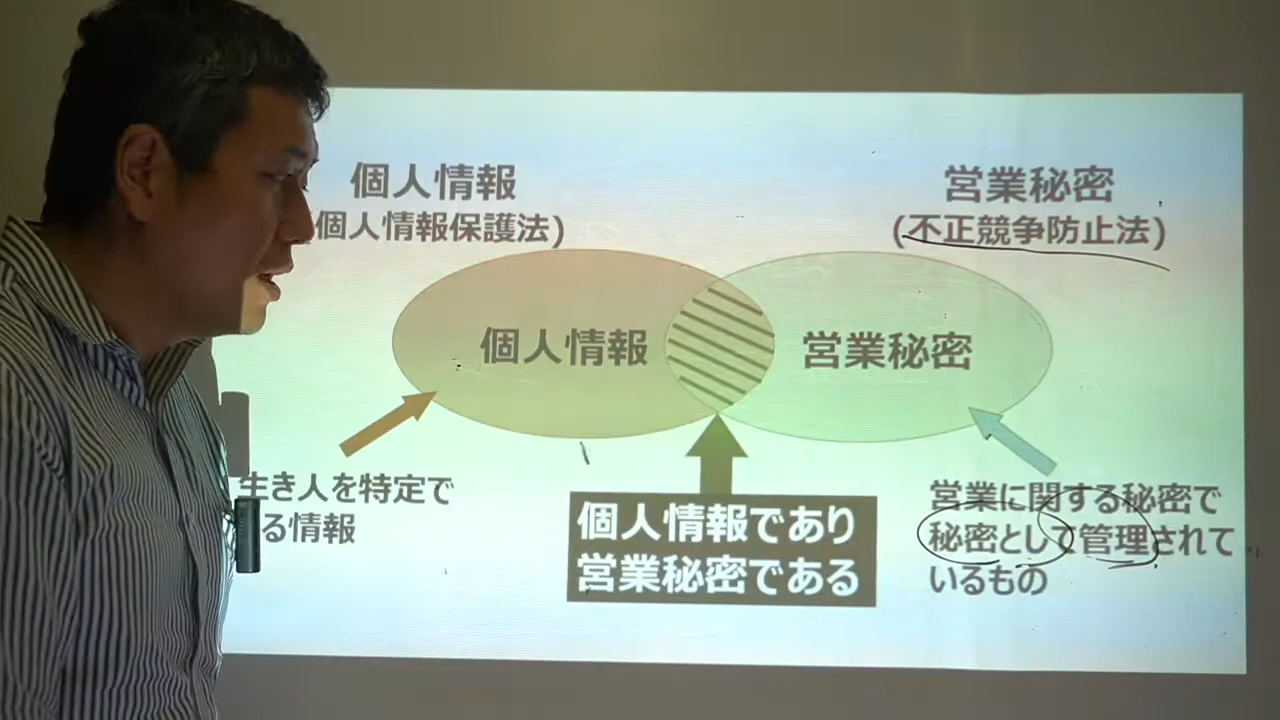 個人情報
個人情報保護法)
営業秘密
(不正競争防止法)
個人情報
営業秘密
生き人を特定で
る情報
個人情報であり
営業秘密である
営業に関する秘密で
秘密として管理されて
いるもの